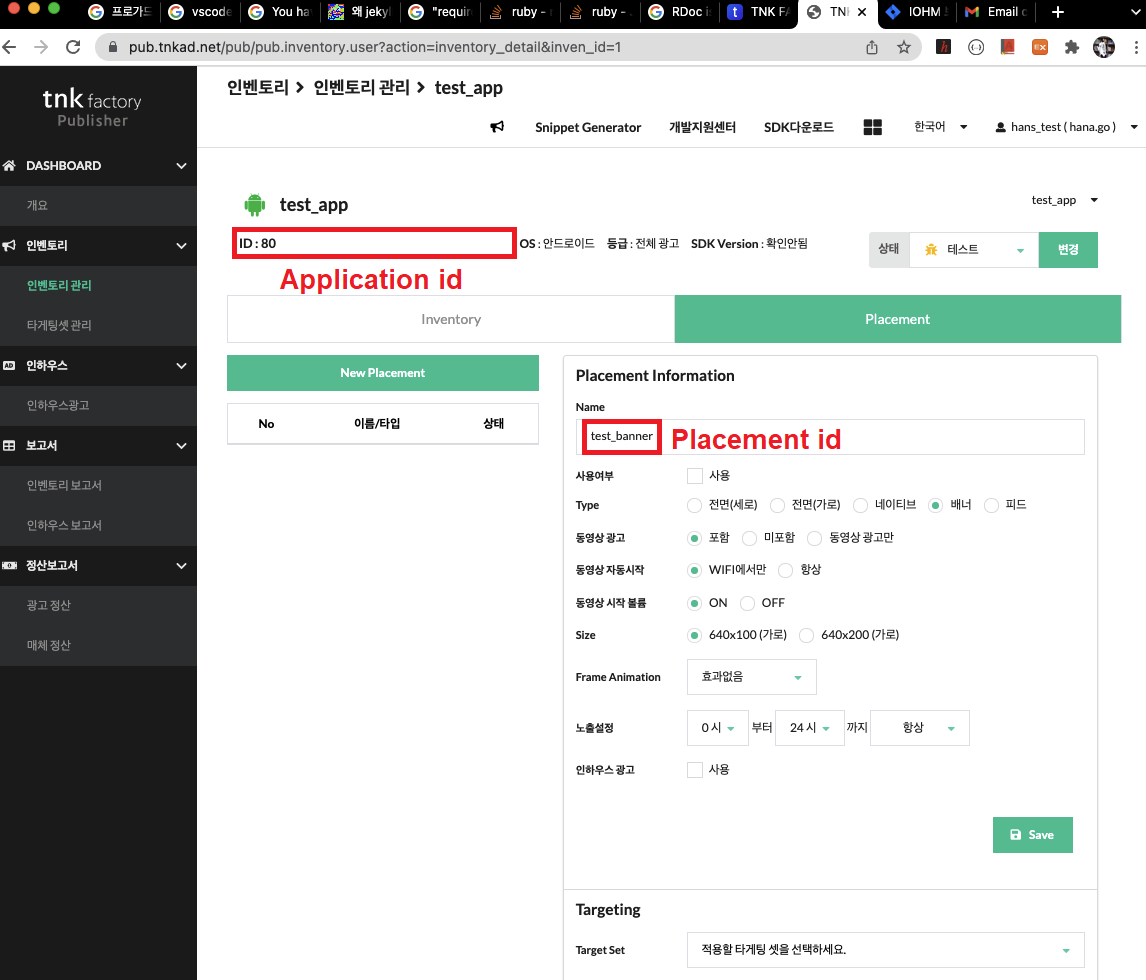 프로가드
vscode
You ha
왜 jekyl
"requir
ruby -
ruby -
RDoc is
TNK FA
TNK
IOHM
Email c
pub.tnkad.net/pub/pub.inventory.user?action=inventory_detail&inven_id=1
tnk factory
Publisher
DASHBOARD
개요
인벤토리
인벤토리 관리
타게팅셋 관리
인하우스
인하우스광고
보고서
인벤토리 보고서
인하우스 보고서
정산보고서
광고 정산
매체 정산
인벤토리 > 인벤토리 관리 > test_app
Snippet Generator 개발지원센터 SDK다운로드 한국어 hans_test ( hana.go )
test_app test_app
ID : 80 OS : 안드로이드 등급 : 전체 광고 SDK Version : 확인안됨 상태 테스트 변경
Application id
Inventory Placement
New Placement
No 이름/타입 상태
Placement Information
Name
test_banner Placement id
사용여부 사용
Type 전면(세로) 전면(가로) 네이티브 배너 피드
동영상 광고 포함 미포함 동영상 광고만
동영상 자동시작 WIFI에서만 항상
동영상 시작 볼륨 ON OFF
Size 640x100 (가로) 640x200 (가로)
Frame Animation 효과없음
노출설정 0 시 부터 24 시 까지 항상
인하우스 광고 사용
Save
Targeting
Target Set 적용할 타게팅 셋을 선택하세요.